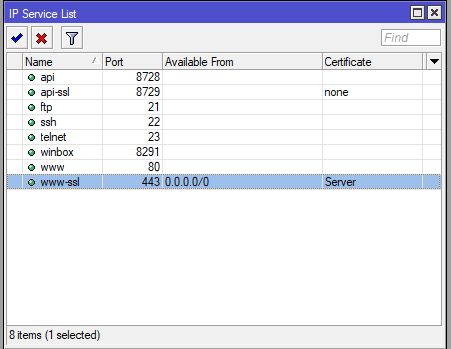 IP Service List
Find
Name / Port Available From Certificate
api 8728
api-ssl 8729 none
ftp 21
ssh 22
telnet 23
winbox 8291
www 80
www-ssl 443 0.0.0.0/0 Server
8 items (1 selected)